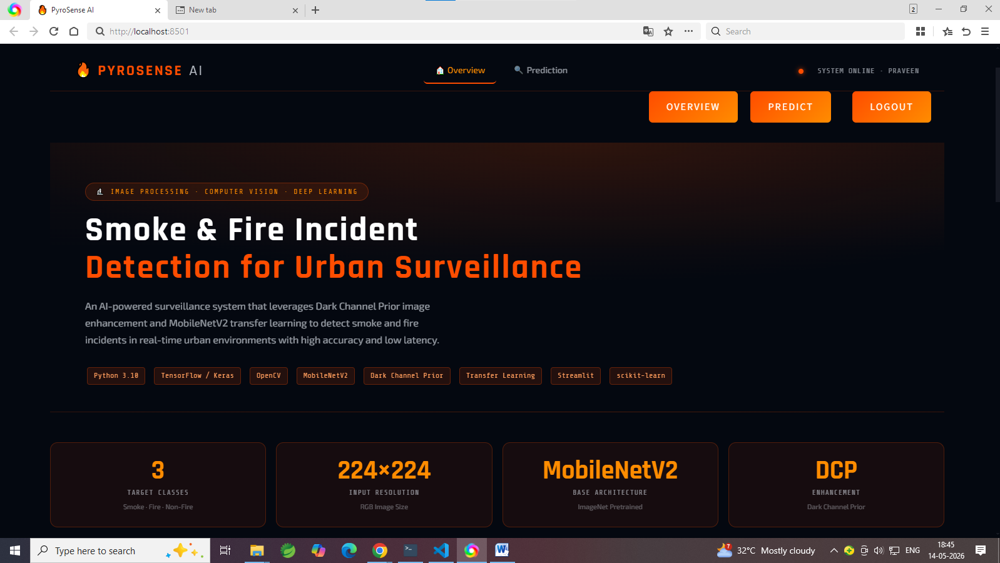 PyroSense AI
New tab
2
http://localhost:8501
Search
PYROSENSE AI
Overview
Prediction
SYSTEM ONLINE · PRAVEEN
OVERVIEW
PREDICT
LOGOUT
IMAGE PROCESSING · COMPUTER VISION · DEEP LEARNING
Smoke & Fire Incident
Detection for Urban Surveillance
An AI-powered surveillance system that leverages Dark Channel Prior image
enhancement and MobileNetV2 transfer learning to detect smoke and fire
incidents in real-time urban environments with high accuracy and low latency.
Python 3.10
TensorFlow / Keras
OpenCV
MobileNetV2
Dark Channel Prior
Transfer Learning
Streamlit
scikit-learn
3
TARGET CLASSES
Smoke · Fire · Non-Fire
224×224
INPUT RESOLUTION
RGB Image Size
MobileNetV2
BASE ARCHITECTURE
ImageNet Pretrained
DCP
ENHANCEMENT
Dark Channel Prior
Type here to search
7
32°C Mostly cloudy
ENG
18:45
14-05-2026